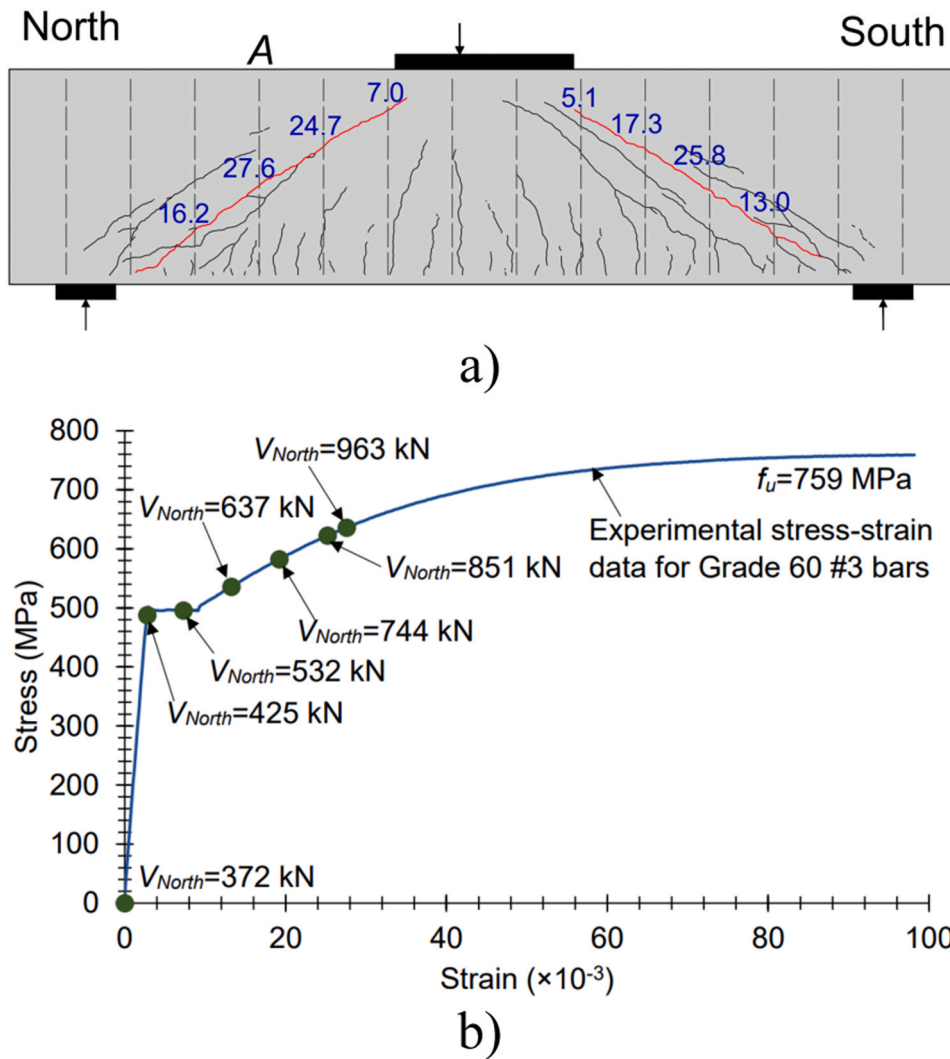 North
South
A
7.0
5.1
24.7
17.3
27.6
25.8
16.2
13.0
a)
800
V_North=963 kN
700
f_u=759 MPa
V_North=637 kN
600
Experimental stress-strain
data for Grade 60 #3 bars
V_North=851 kN
500
V_North=744 kN
400
V_North=532 kN
V_North=425 kN
300
200
100
V_North=372 kN
0
Stress (MPa)
0 20 40 60 80 100
Strain (×10⁻³)
b)